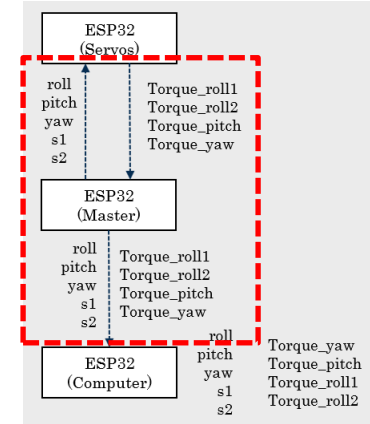 ESP32
(Servos)
roll
pitch
yaw
s1
s2
Torque_roll1
Torque_roll2
Torque_pitch
Torque_yaw
ESP32
(Master)
roll
pitch
yaw
s1
s2
Torque_roll1
Torque_roll2
Torque_pitch
Torque_yaw
ESP32
(Computer)
roll
pitch
yaw
s1
s2
Torque_yaw
Torque_pitch
Torque_roll1
Torque_roll2